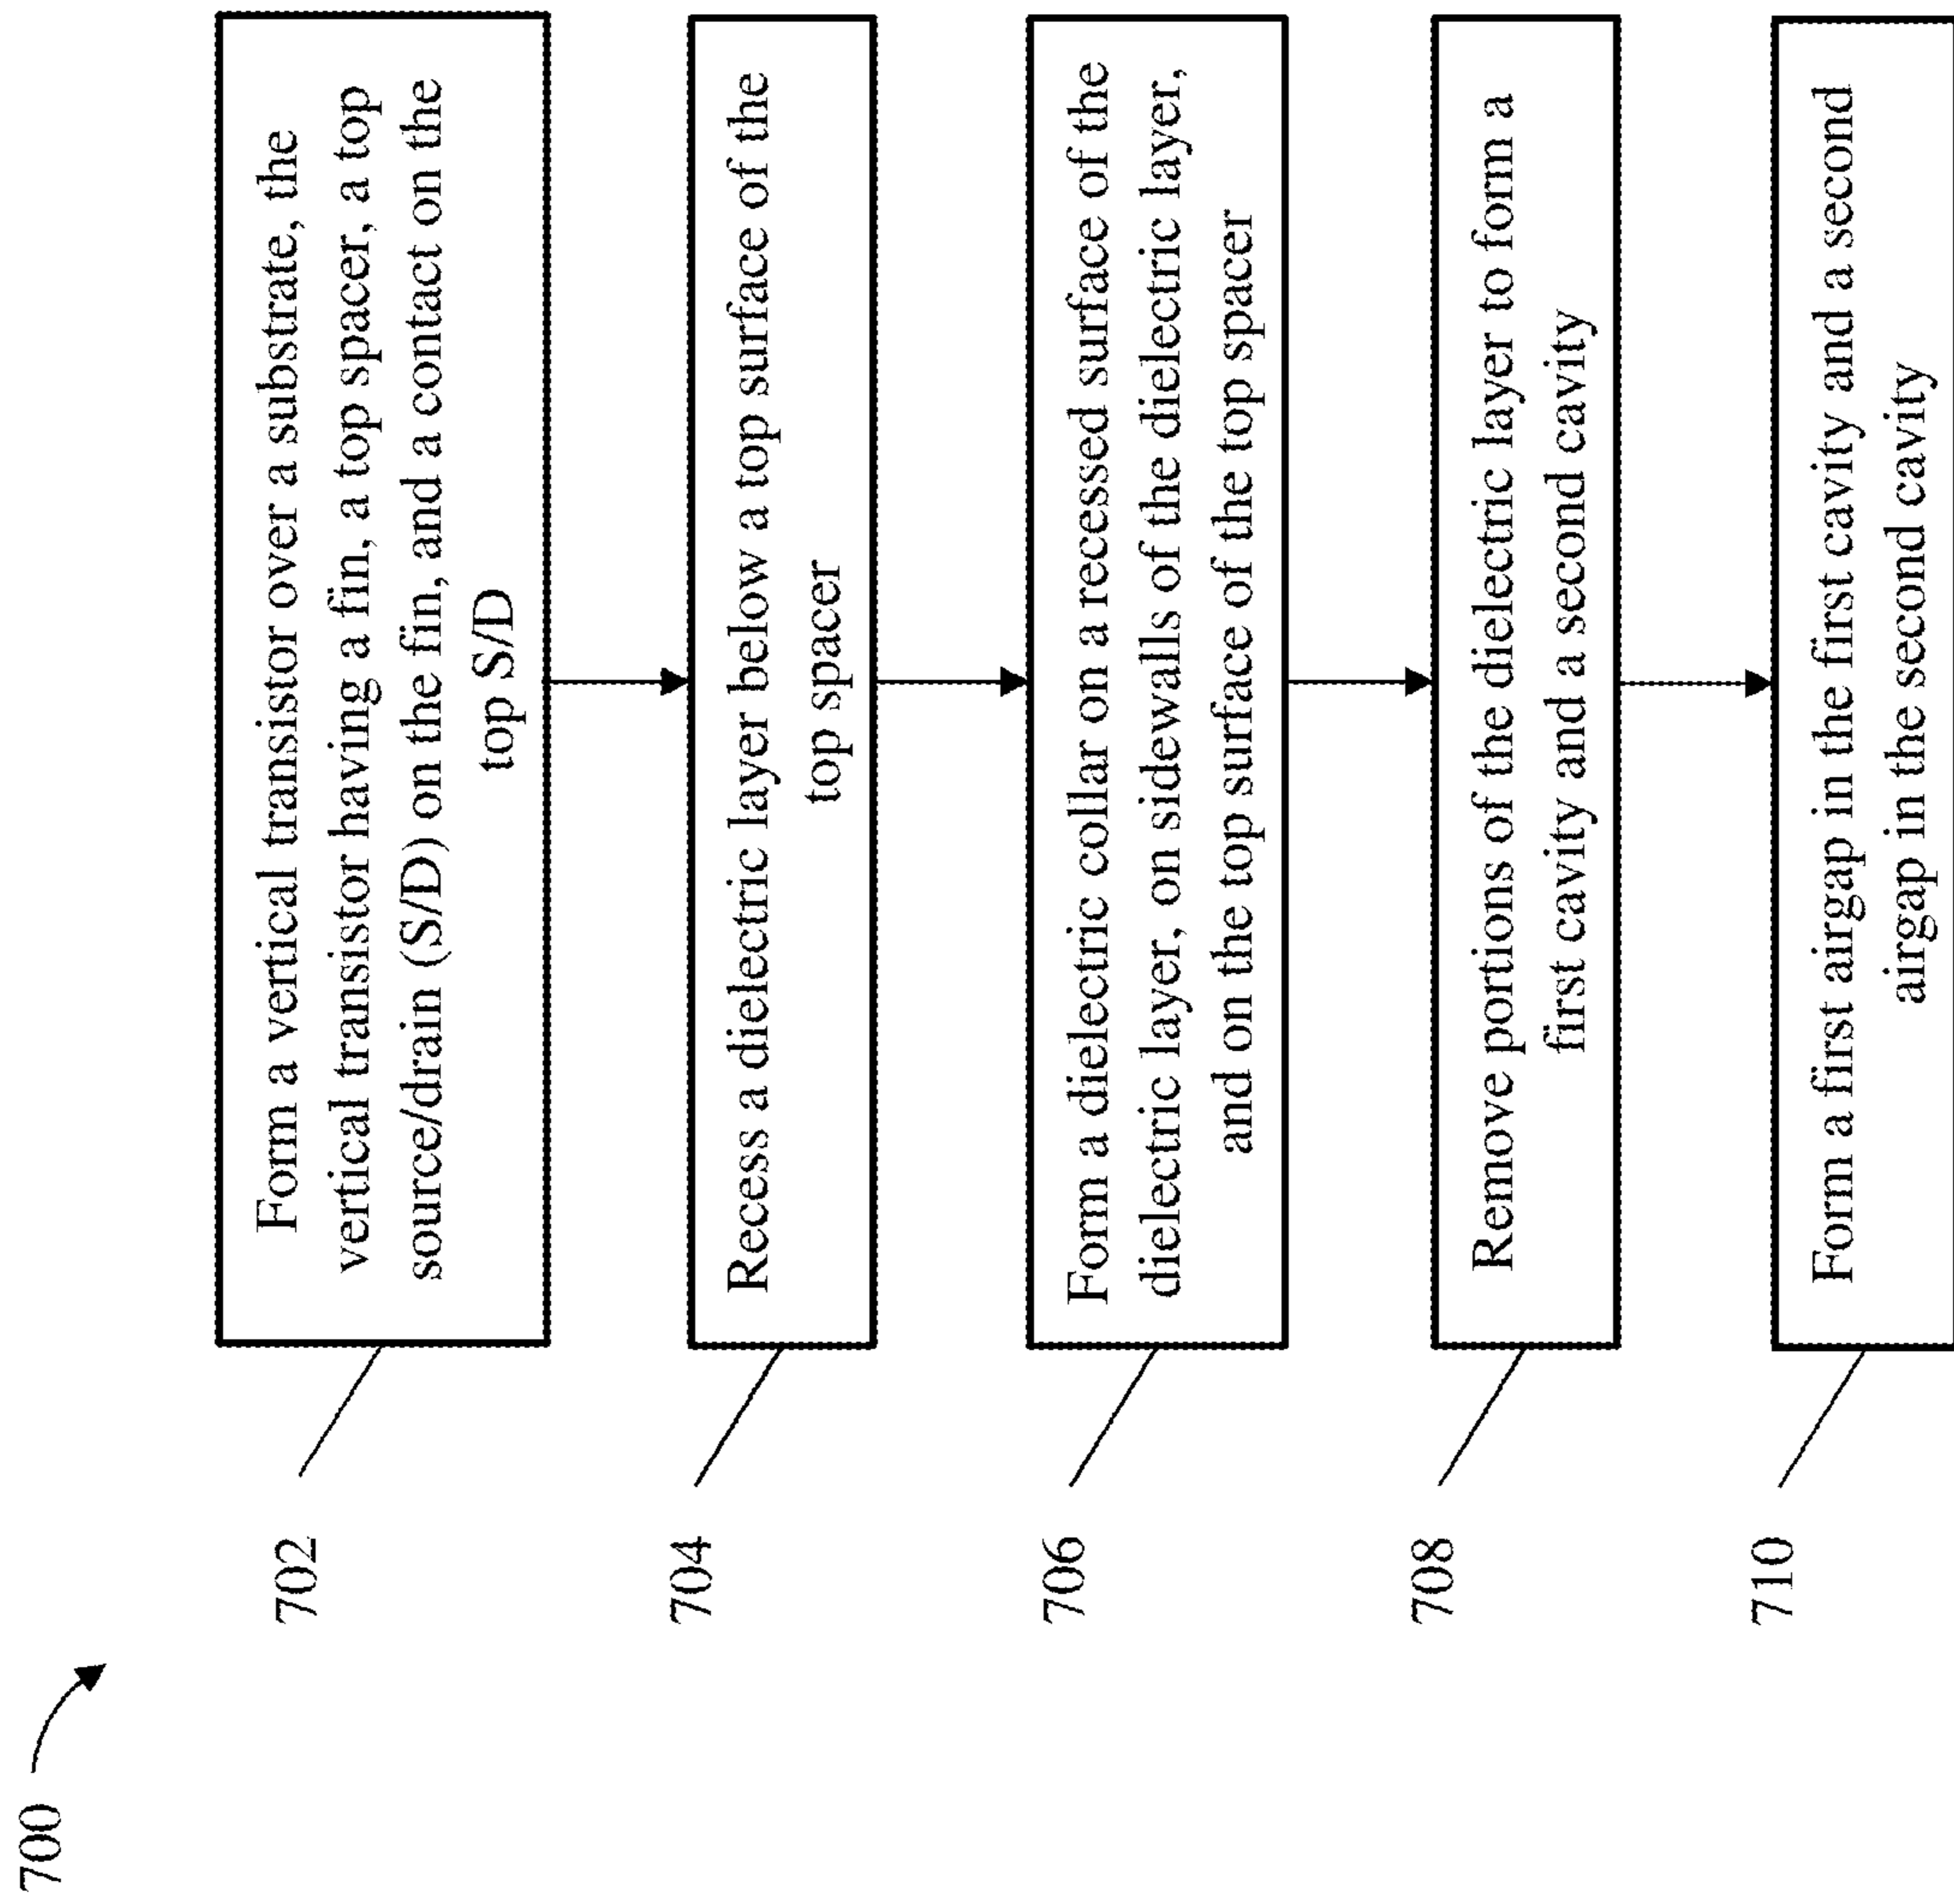 700
702
Form a vertical transistor over a substrate, the
vertical transistor having a fin, a top spacer, a top
source/drain (S/D) on the fin, and a contact on the
top S/D
704
Recess a dielectric layer below a top surface of the
top spacer
706
Form a dielectric collar on a recessed surface of the
dielectric layer, on sidewalls of the dielectric layer,
and on the top surface of the top spacer
708
Remove portions of the dielectric layer to form a
first cavity and a second cavity
710
Form a first airgap in the first cavity and a second
airgap in the second cavity